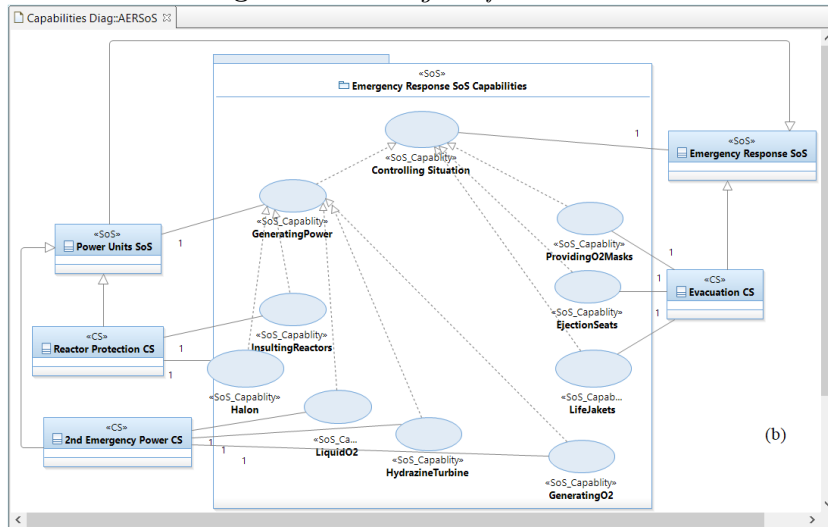 Capabilities Diag::AERSoS
«SoS»
Emergency Response SoS Capabilities
1
«SoS»
Emergency Response SoS
«SoS_Capablity»
Controlling Situation
«SoS_Capablity»
GeneratingPower
«SoS»
Power Units SoS
1
«SoS_Capablity»
ProvidingO2Masks
1
1
«CS»
Evacuation CS
«SoS_Capablity»
EjectionSeats
1
«CS»
Reactor Protection CS
1
1
«SoS_Capablity»
InsultingReactors
«SoS_Capablity»
Halon
«SoS_Capab...
LifeJakets
«CS»
2nd Emergency Power CS
1
1
1
«SoS_Ca...
LiquidO2
«SoS_Capablity»
HydrazineTurbine
«SoS_Capablity»
GeneratingO2
(b)